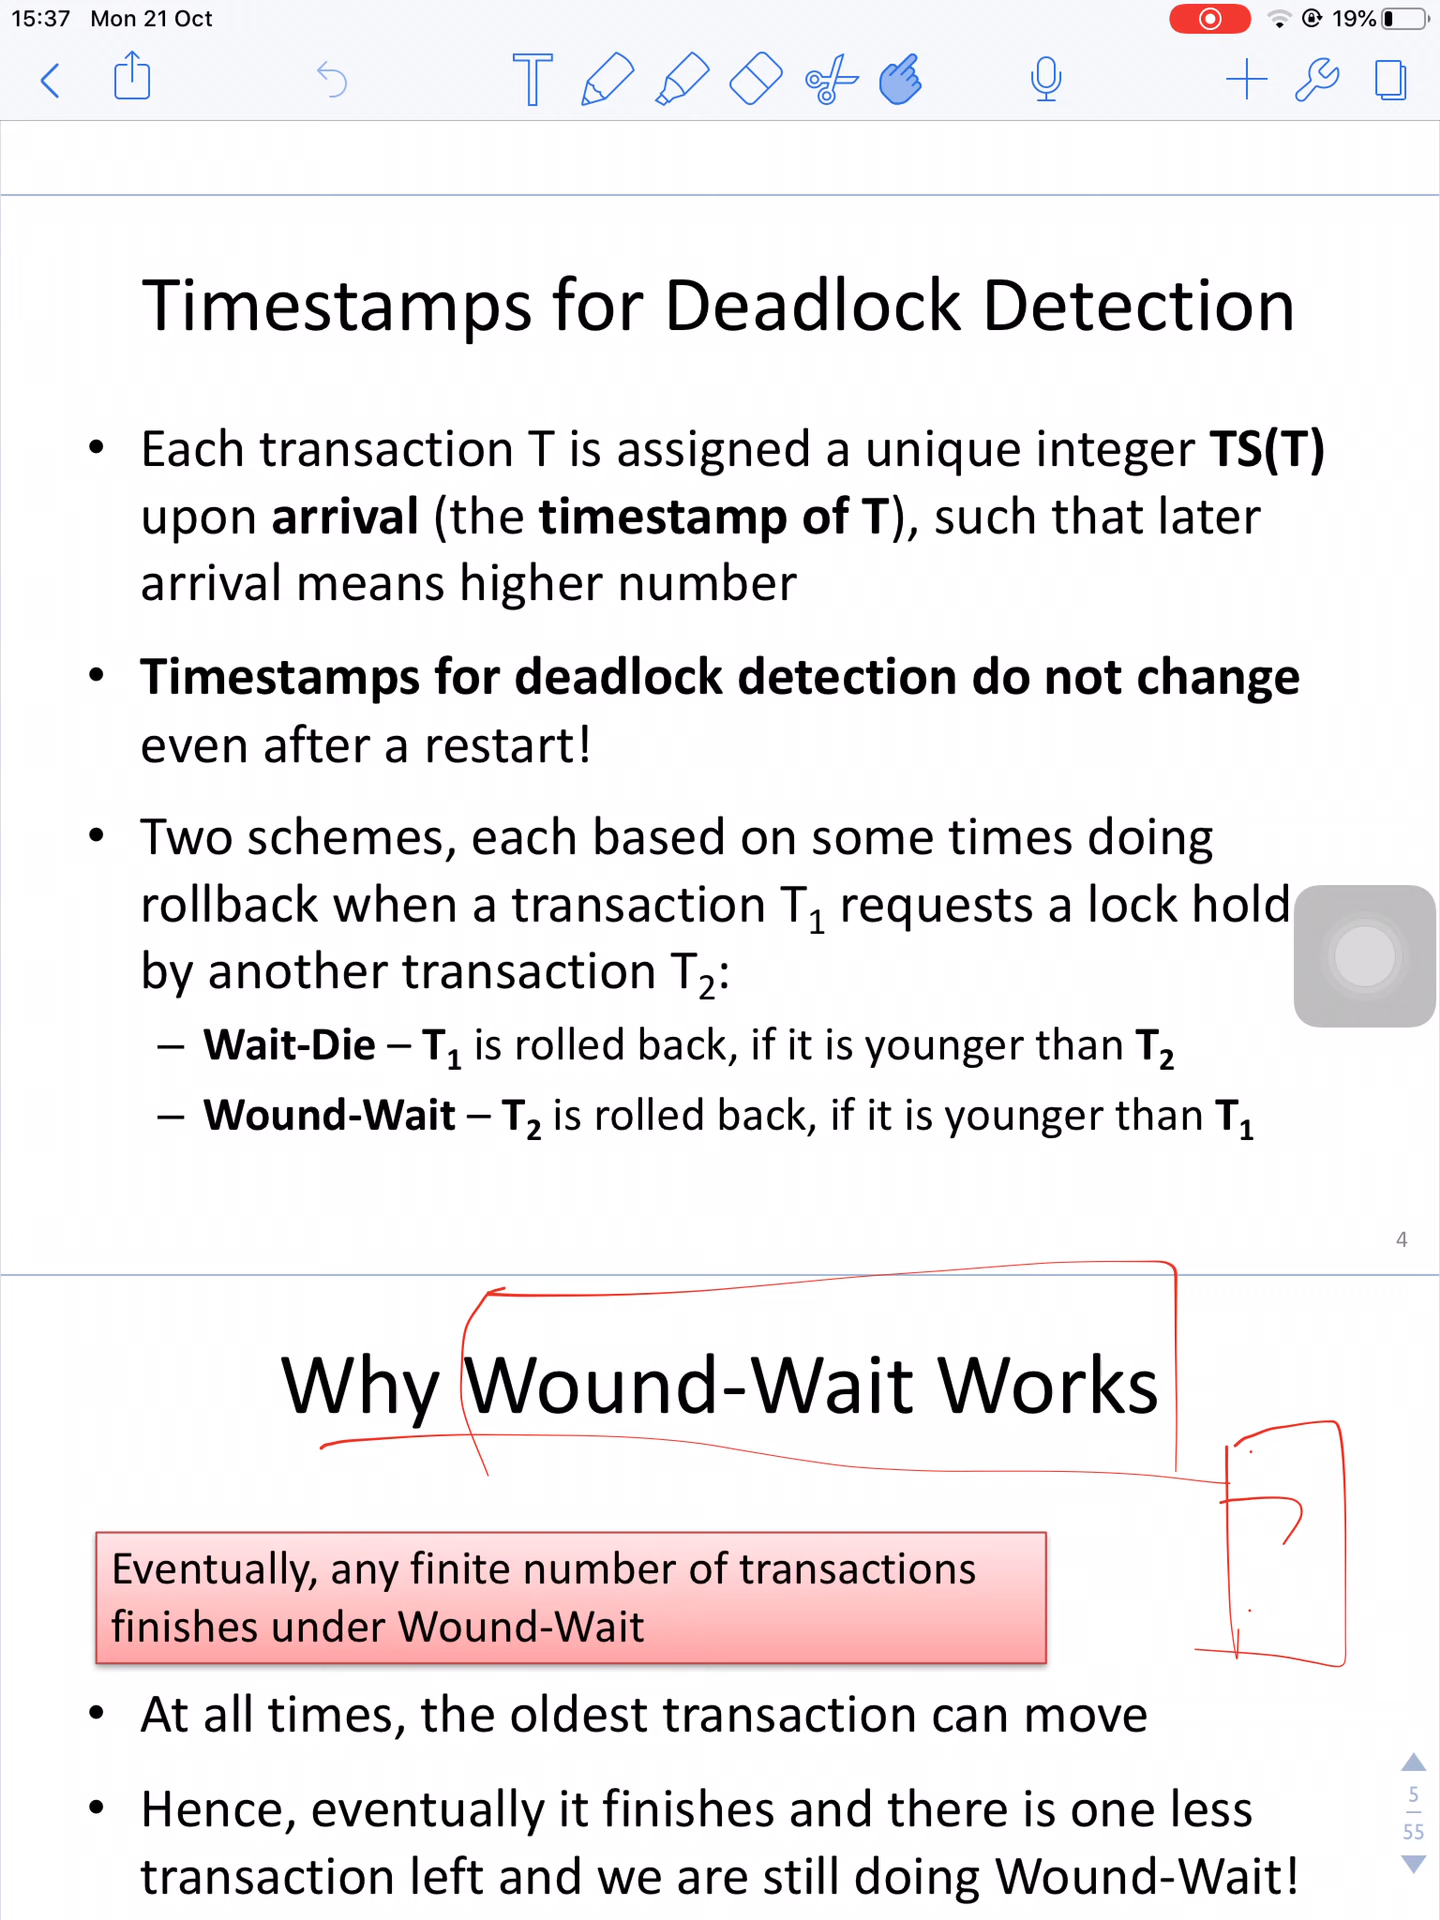 15:37 Mon 21 Oct
19%
T
Timestamps for Deadlock Detection
• Each transaction T is assigned a unique integer TS(T)
upon arrival (the timestamp of T), such that later
arrival means higher number
• Timestamps for deadlock detection do not change
even after a restart!
• Two schemes, each based on some times doing
rollback when a transaction T₁ requests a lock hold
by another transaction T₂:
– Wait-Die – T₁ is rolled back, if it is younger than T₂
– Wound-Wait – T₂ is rolled back, if it is younger than T₁
4
Why Wound-Wait Works
Eventually, any finite number of transactions
finishes under Wound-Wait
• At all times, the oldest transaction can move
• Hence, eventually it finishes and there is one less
transaction left and we are still doing Wound-Wait!
5
55